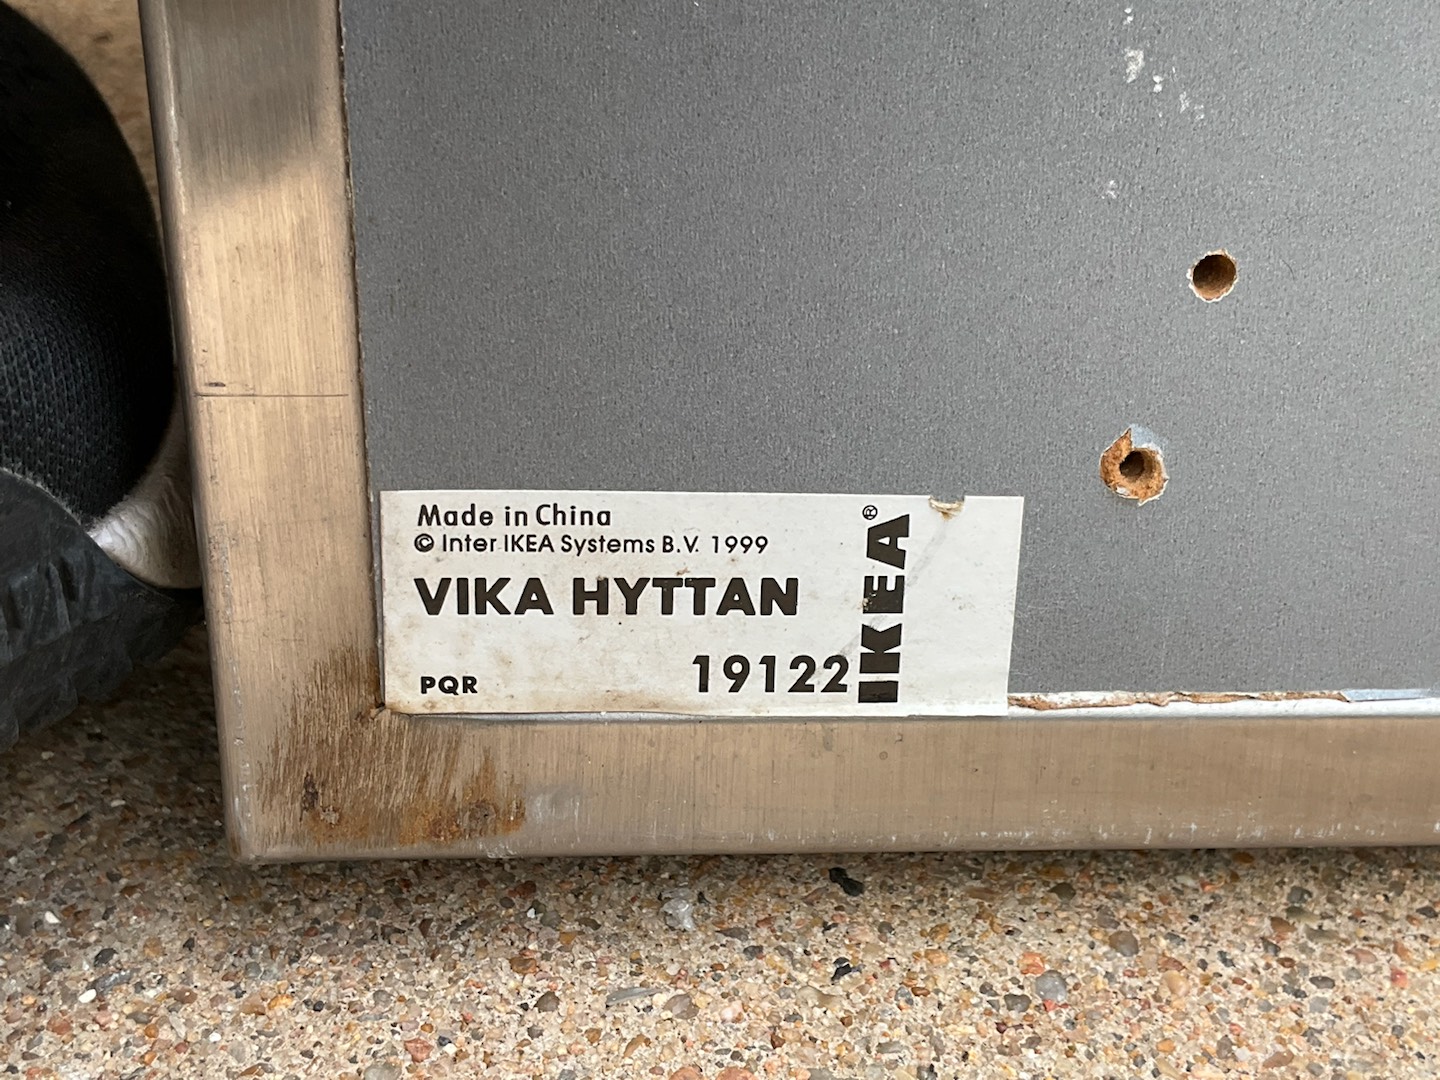 Made in China
© Inter IKEA Systems B.V. 1999
VIKA HYTTAN
PQR
19122
IKEA®